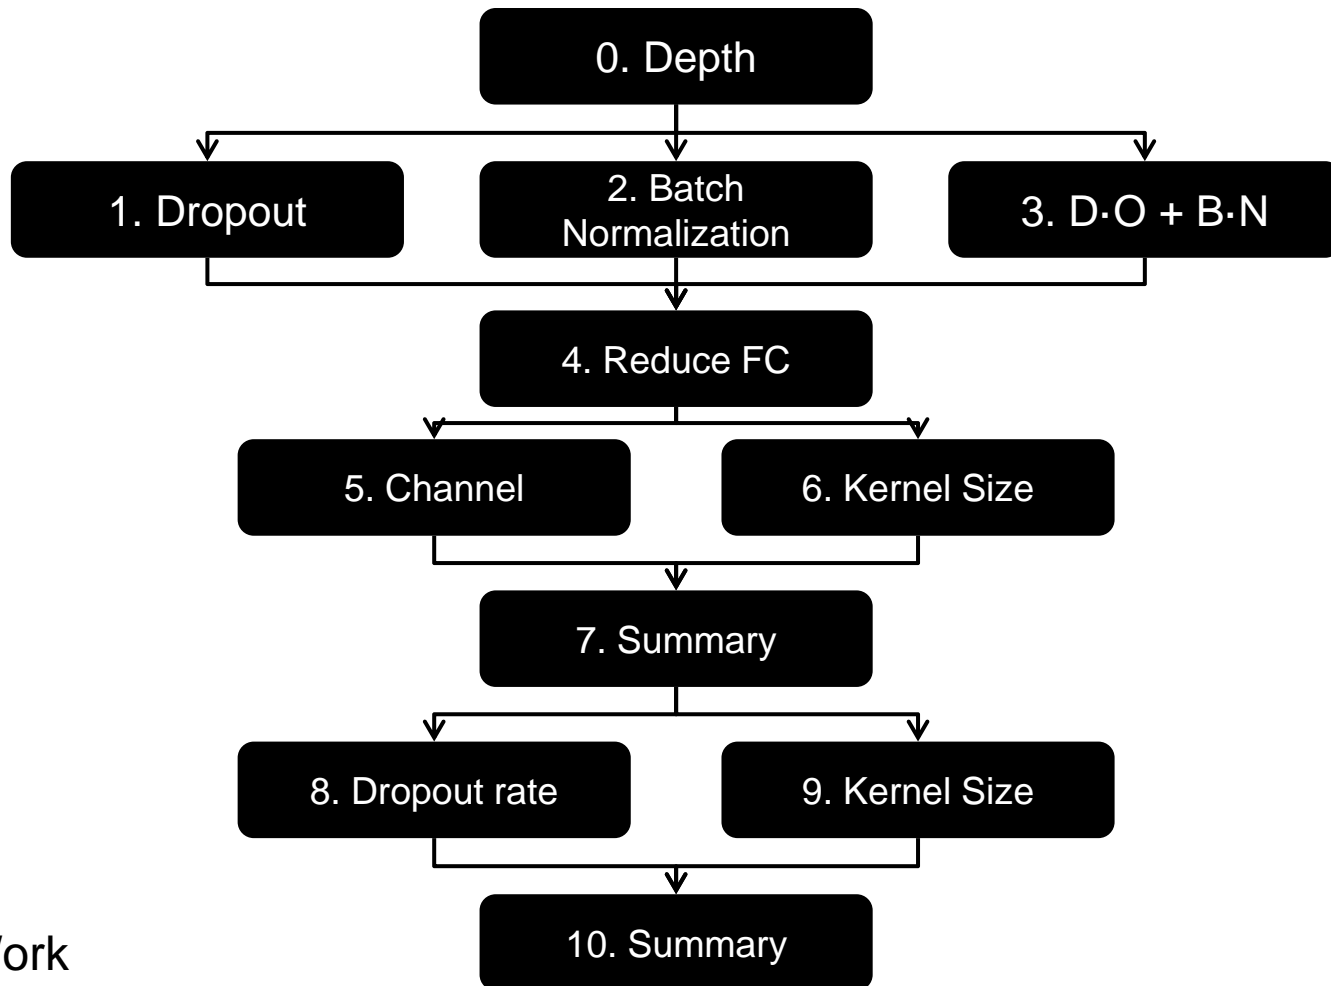 0. Depth
1. Dropout
2. Batch
Normalization
3. D·O + B·N
4. Reduce FC
5. Channel
6. Kernel Size
7. Summary
8. Dropout rate
9. Kernel Size
10. Summary